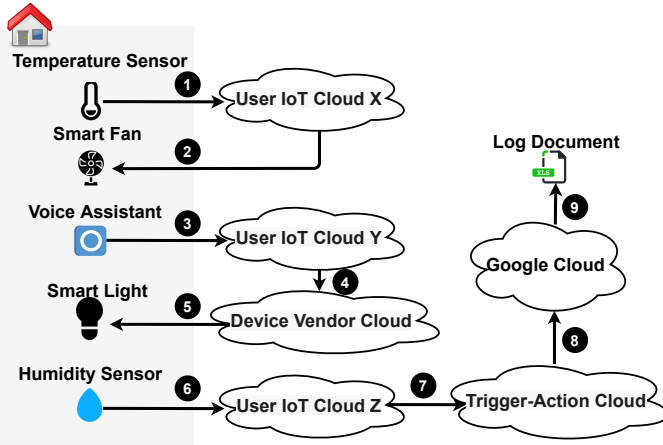 Temperature Sensor
1
User IoT Cloud X
Smart Fan
2
Log Document
XLS
9
Voice Assistant
3
User IoT Cloud Y
Google Cloud
4
Smart Light
5
Device Vendor Cloud
8
Humidity Sensor
6
User IoT Cloud Z
7
Trigger-Action Cloud